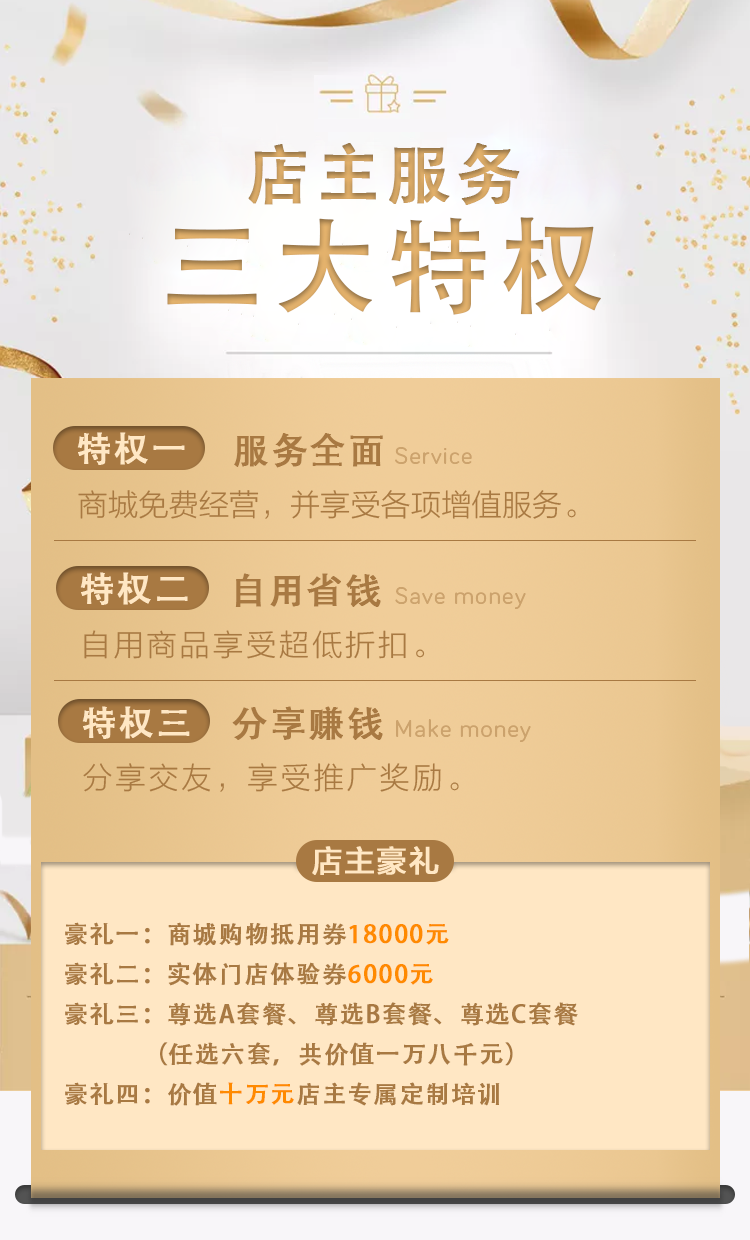 店主服务
三大特权
特权一 服务全面 Service
商城免费经营，并享受各项增值服务。
特权二 自用省钱 Save money
自用商品享受超低折扣。
特权三 分享赚钱 Make money
分享交友，享受推广奖励。
店主豪礼
豪礼一：商城购物抵用券18000元
豪礼二：实体门店体验券6000元
豪礼三：尊选A套餐、尊选B套餐、尊选C套餐
（任选六套，共价值一万八千元）
豪礼四：价值十万元店主专属定制培训